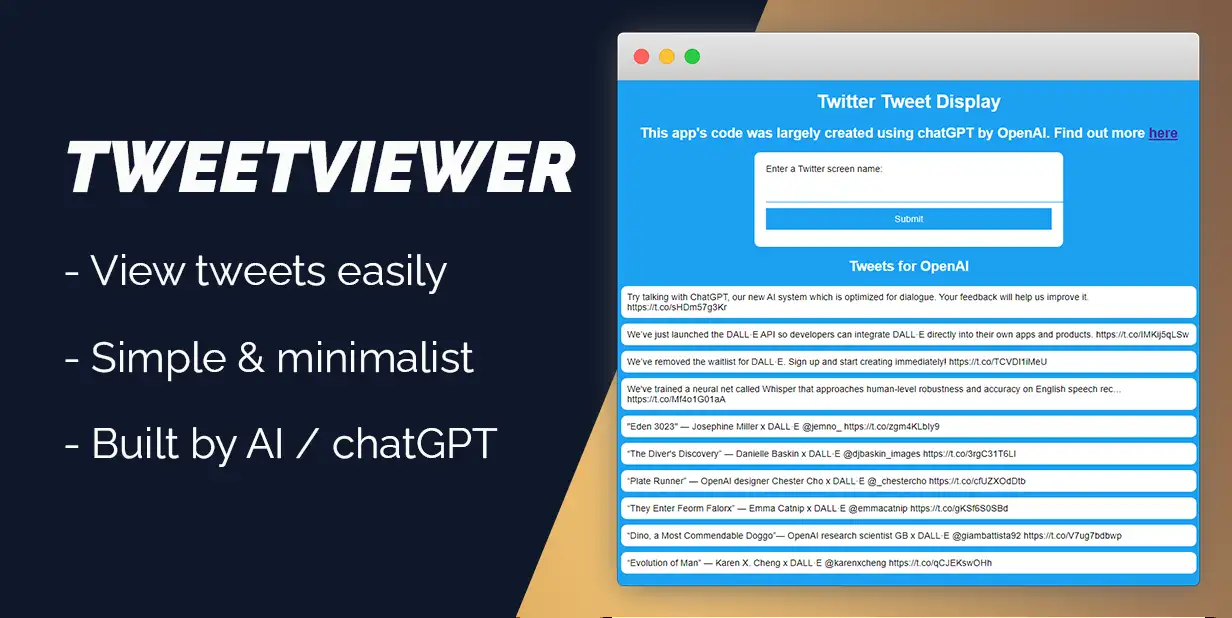 TWEETVIEWER
- View tweets easily
- Simple & minimalist
- Built by AI / chatGPT
Twitter Tweet Display
This app's code was largely created using chatGPT by OpenAI. Find out more here
Enter a Twitter screen name:
Submit
Tweets for OpenAI
Try talking with ChatGPT, our new AI system which is optimized for dialogue. Your feedback will help us improve it.
https://t.co/sHDm57g3Kr
We've just launched the DALL·E API so developers can integrate DALL·E directly into their own apps and products. https://t.co/IMKij5qLSw
We've removed the waitlist for DALL·E. Sign up and start creating immediately! https://t.co/TCVDI1iMeU
We've trained a neural net called Whisper that approaches human-level robustness and accuracy on English speech rec…
https://t.co/Mf4o1G01aA
"Eden 3023" — Josephine Miller x DALL·E @jemno_ https://t.co/zgm4KLbIy9
“The Diver's Discovery” — Danielle Baskin x DALL·E @djbaskin_images https://t.co/3rgC31T6LI
“Plate Runner” — OpenAI designer Chester Cho x DALL·E @_chestercho https://t.co/cfUZXOdDtb
“They Enter Feorm Falorx” — Emma Catnip x DALL·E @emmacatnip https://t.co/gKSf6S0SBd
“Dino, a Most Commendable Doggo”— OpenAI research scientist GB x DALL·E @giambattista92 https://t.co/V7ug7bdbwp
“Evolution of Man” — Karen X. Cheng x DALL·E @karenxcheng https://t.co/qCJEKswOHh